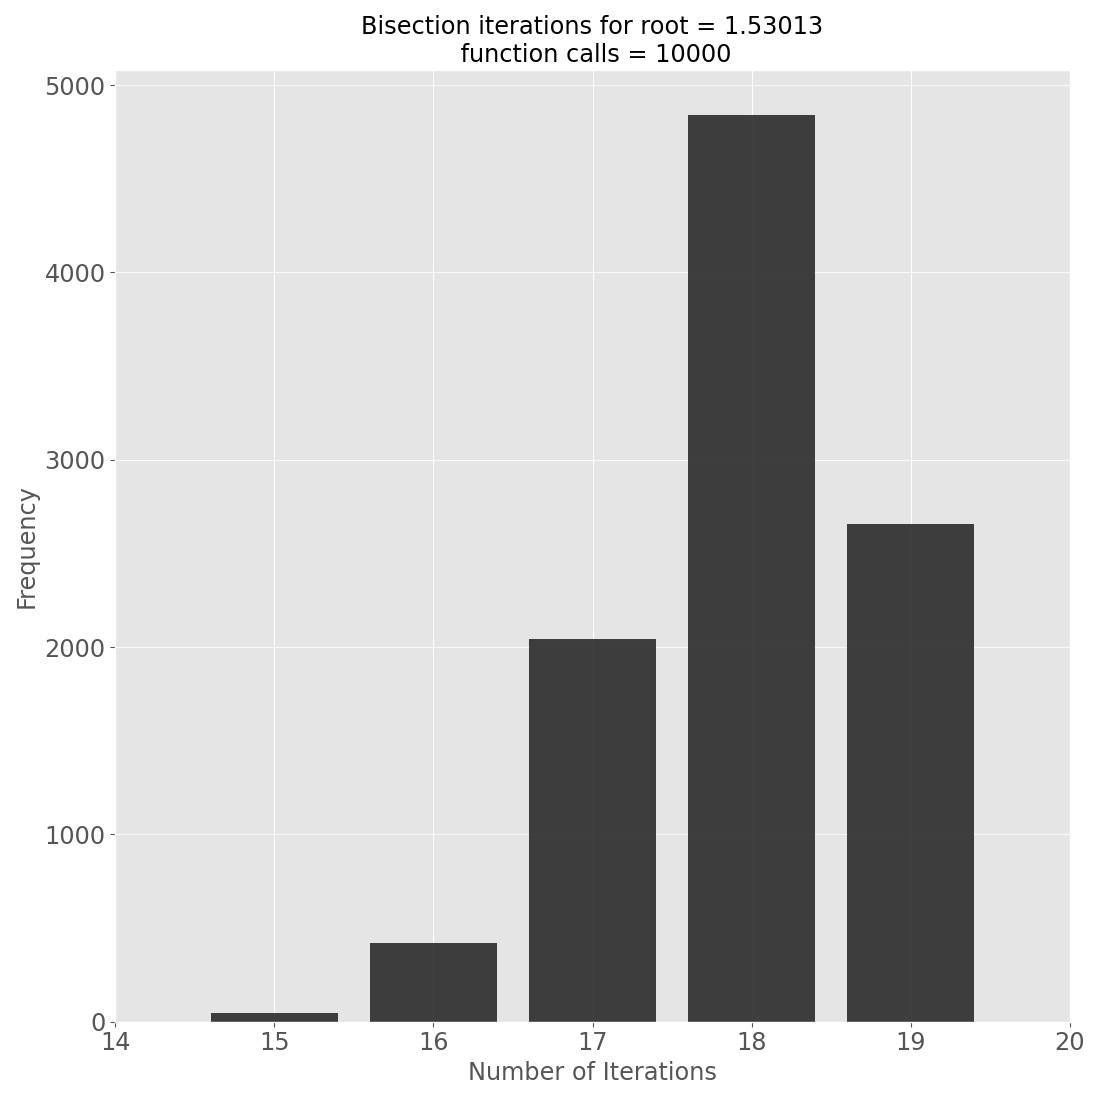 Bisection iterations for root = 1.53013
function calls = 10000
5000
4000
3000
2000
1000
0
Frequency
14 15 16 17 18 19 20
Number of Iterations